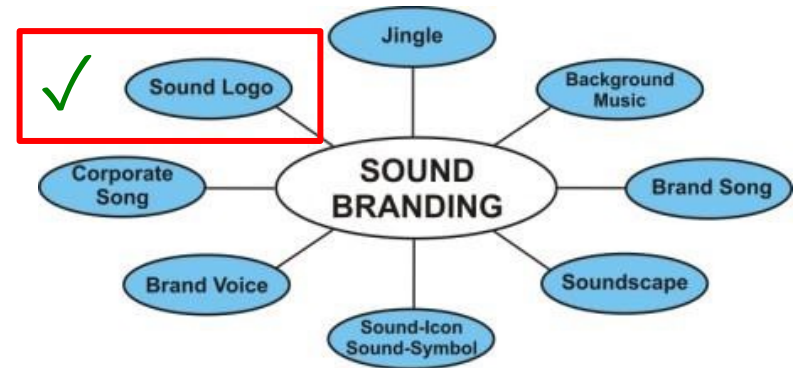 Jingle
Sound Logo
Background
Music
Corporate
Song
SOUND
BRANDING
Brand Song
Brand Voice
Soundscape
Sound-Icon
Sound-Symbol